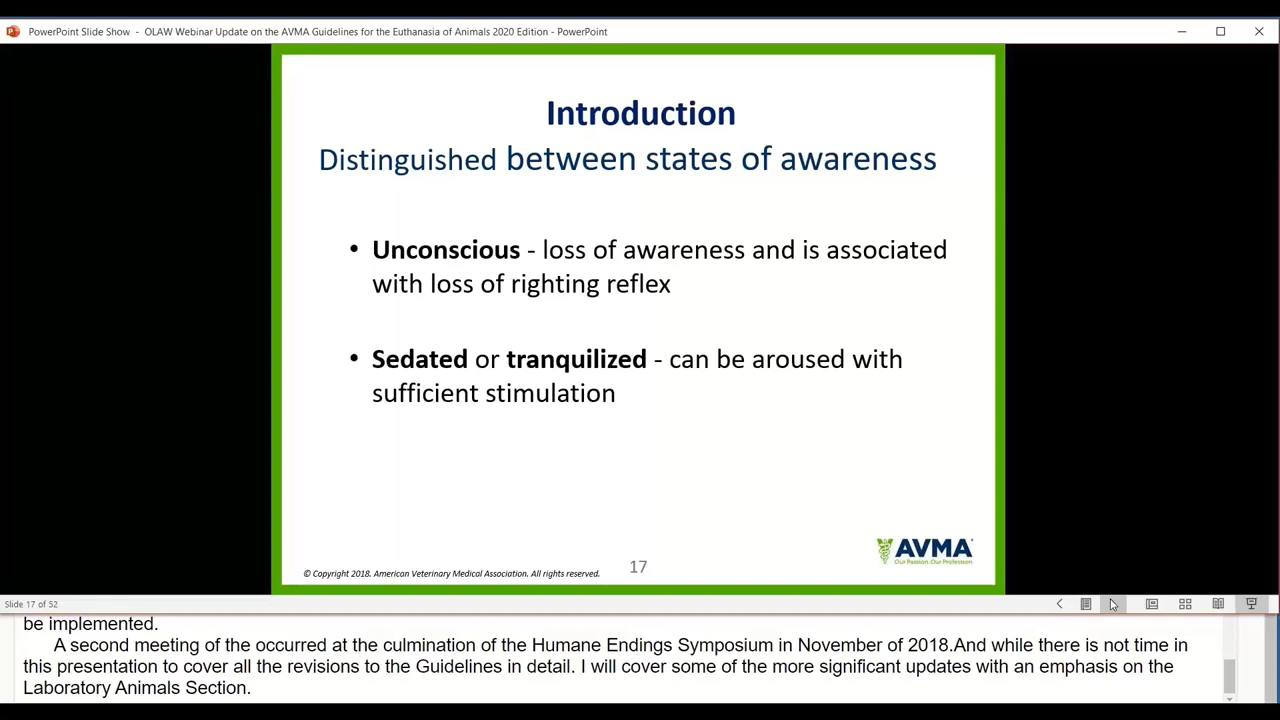 PowerPoint Slide Show - OLAW Webinar Update on the AVMA Guidelines for the Euthanasia of Animals 2020 Edition - PowerPoint
Introduction
Distinguished between states of awareness
• Unconscious - loss of awareness and is associated
with loss of righting reflex
• Sedated or tranquilized - can be aroused with
sufficient stimulation
AVMA
Our Passion. Our Profession.
© Copyright 2018. American Veterinary Medical Association. All rights reserved.
17
Slide 17 of 52
be implemented.
A second meeting of the occurred at the culmination of the Humane Endings Symposium in November of 2018.And while there is not time in
this presentation to cover all the revisions to the Guidelines in detail. I will cover some of the more significant updates with an emphasis on the
Laboratory Animals Section.